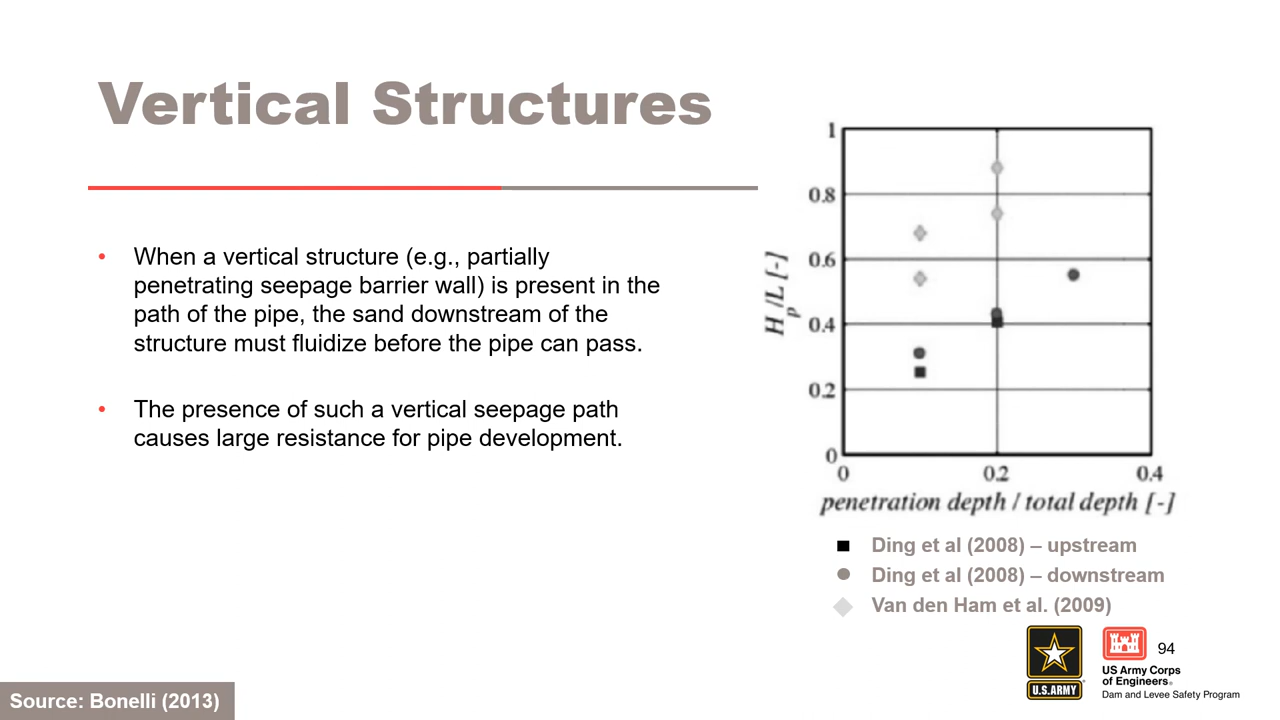 Vertical Structures
• When a vertical structure (e.g., partially
penetrating seepage barrier wall) is present in the
path of the pipe, the sand downstream of the
structure must fluidize before the pipe can pass.
• The presence of such a vertical seepage path
causes large resistance for pipe development.
1
0.8
0.6
0.4
0.2
0
H_p/L [-]
0 0.2 0.4
penetration depth / total depth [-]
Ding et al (2008) – upstream
Ding et al (2008) – downstream
Van den Ham et al. (2009)
U.S.ARMY
94
US Army Corps
of Engineers®
Dam and Levee Safety Program
Source: Bonelli (2013)